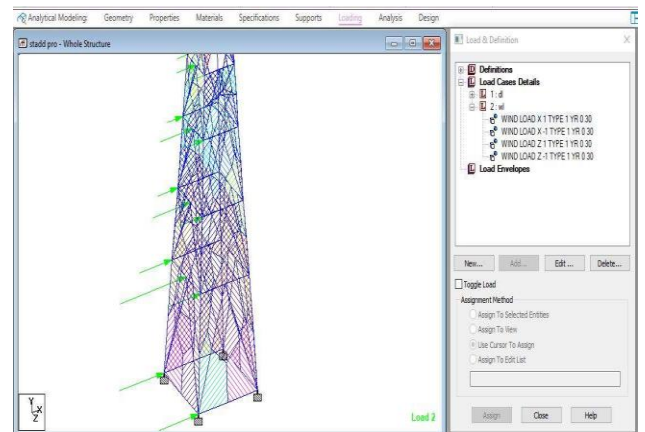 Analytical Modeling: Geometry Properties Materials Specifications Supports Loading Analysis Design
stadd pro - Whole Structure
Load 2
Y
X
Z
Load & Definition
Definitions
Load Cases Details
1: dl
2: wl
WIND LOAD X 1 TYPE 1 YR 0 30
WIND LOAD X -1 TYPE 1 YR 0 30
WIND LOAD Z 1 TYPE 1 YR 0 30
WIND LOAD Z -1 TYPE 1 YR 0 30
Load Envelopes
New... Add... Edit ... Delete...
Toggle Load
Assignment Method
Assign To Selected Entities
Assign To View
Use Cursor To Assign
Assign To Edit List
Assign Close Help